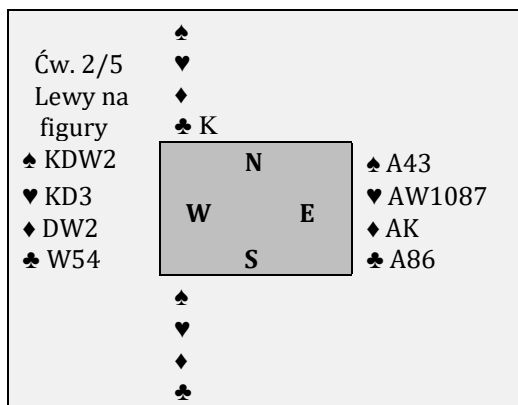 ♠
Ćw. 2/5 ♥
Lewy na ♦
figury ♣ K
♠ KDW2 N ♠ A43
♥ KD3 ♥ AW1087
W E
♦ DW2 ♦ AK
♣ W54 S ♣ A86
♠
♥
♦
♣